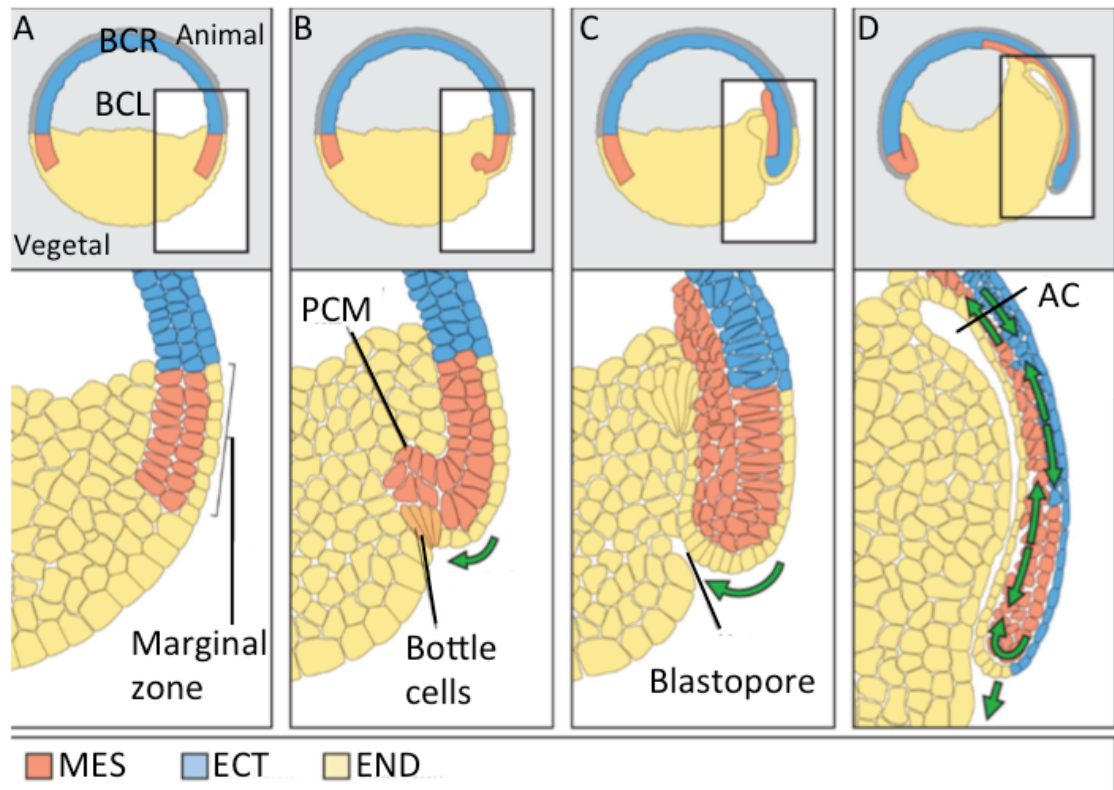 A
BCR
Animal
BCL
Vegetal
Marginal
zone
B
PCM
Bottle
cells
C
Blastopore
D
AC
MES
ECT
END